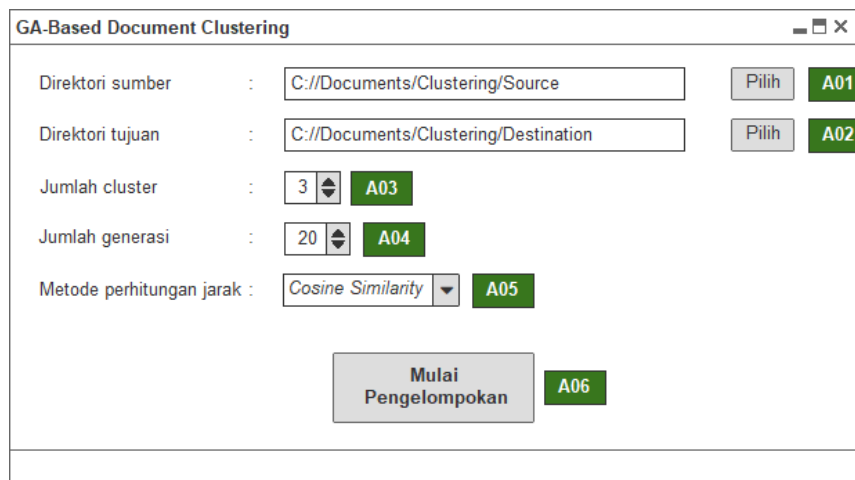 GA-Based Document Clustering
Direktori sumber : C://Documents/Clustering/Source Pilih A01
Direktori tujuan : C://Documents/Clustering/Destination Pilih A02
Jumlah cluster : 3 A03
Jumlah generasi : 20 A04
Metode perhitungan jarak : Cosine Similarity A05
Mulai
Pengelompokan A06